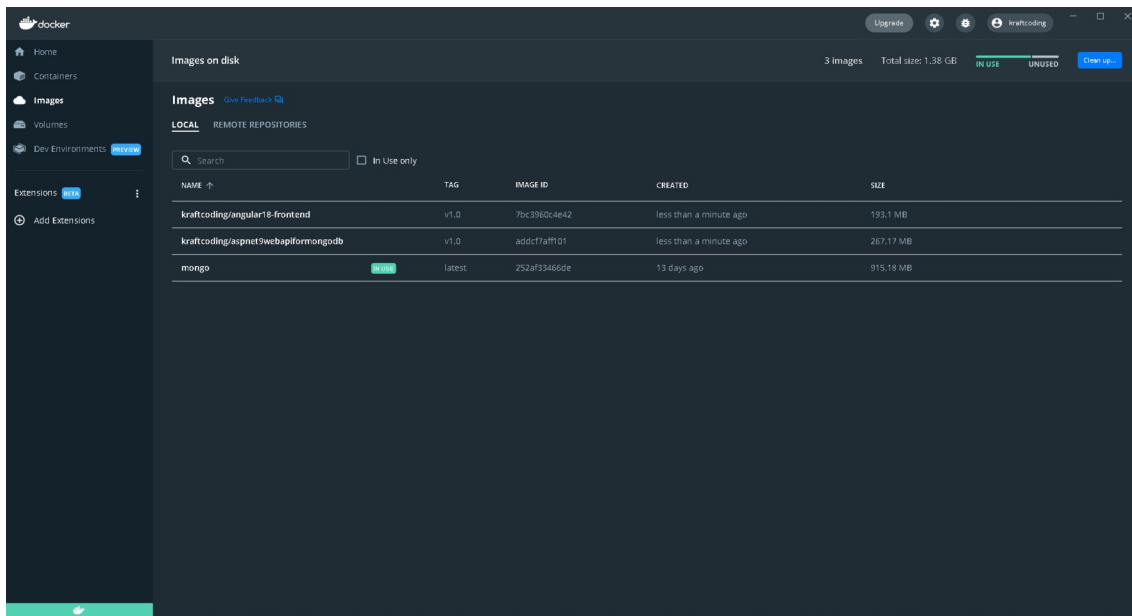 docker
Upgrade
kraftcoding
Home
Containers
Images
Volumes
Dev Environments PREVIEW
Extensions BETA
Add Extensions
Images on disk
3 images Total size: 1.38 GB IN USE UNUSED Clean up...
Images Give Feedback
LOCAL REMOTE REPOSITORIES
Search In Use only
NAME ↑ TAG IMAGE ID CREATED SIZE
kraftcoding/angular18-frontend v1.0 7bc3960c4e42 less than a minute ago 193.1 MB
kraftcoding/aspnet9webapiformongodb v1.0 addcf7aff101 less than a minute ago 267.17 MB
mongo IN USE latest 252af33466de 13 days ago 915.18 MB